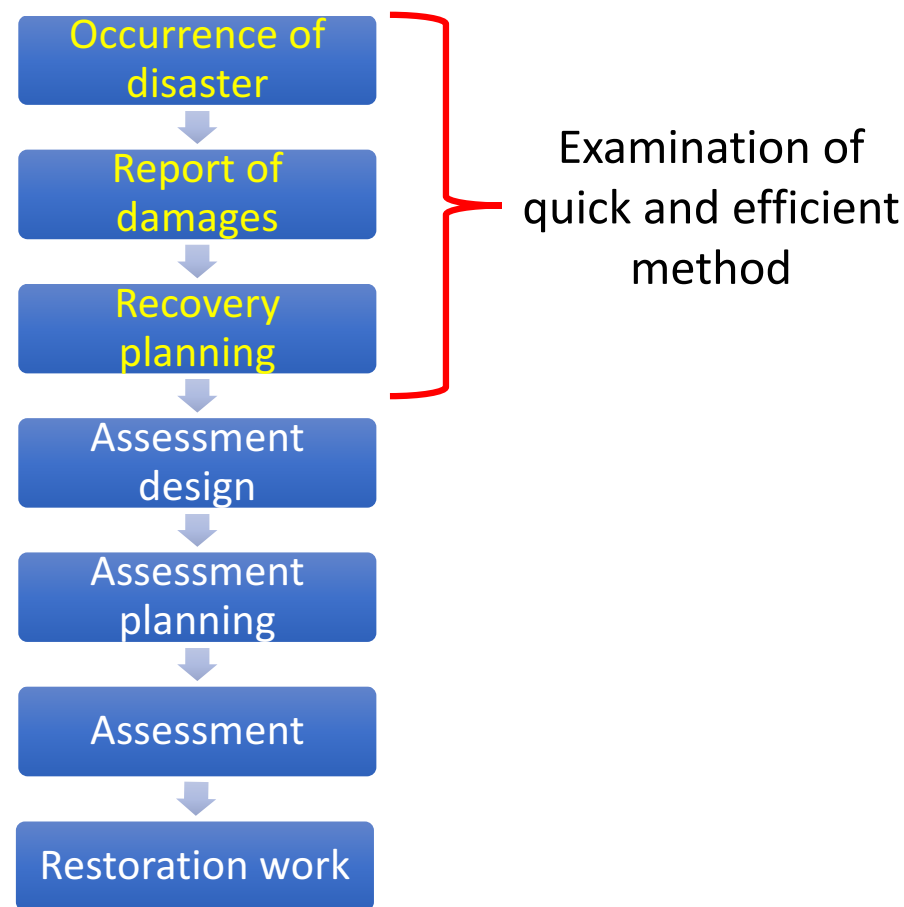 Occurrence of
disaster
Report of
damages
Recovery
planning
Examination of
quick and efficient
method
Assessment
design
Assessment
planning
Assessment
Restoration work